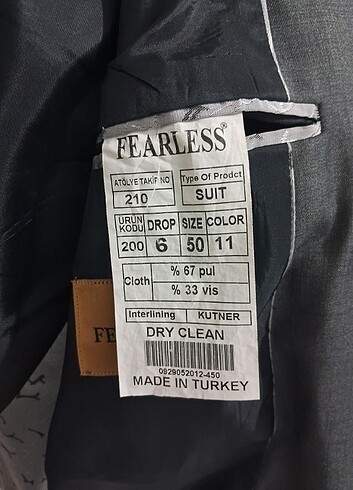 FEARLESS®
ATÖLYE TAKİP NO
Type Of Prodct
210
SUIT
ÜRÜN KODU DROP SIZE COLOR
200 6 50 11
Cloth
% 67 pul
% 33 vis
Interlining KUTNER
DRY CLEAN
0929052012-450
MADE IN TURKEY
FE